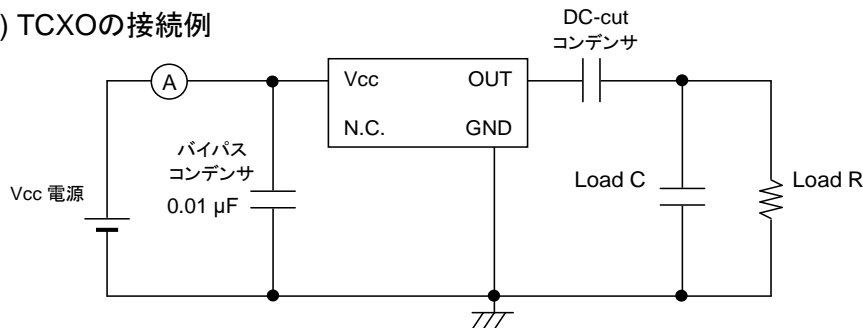 ) TCXOの接続例
DC-cut
コンデンサ
A
Vcc
OUT
N.C.
GND
バイパス
コンデンサ
0.01 µF
Vcc 電源
Load C
Load R